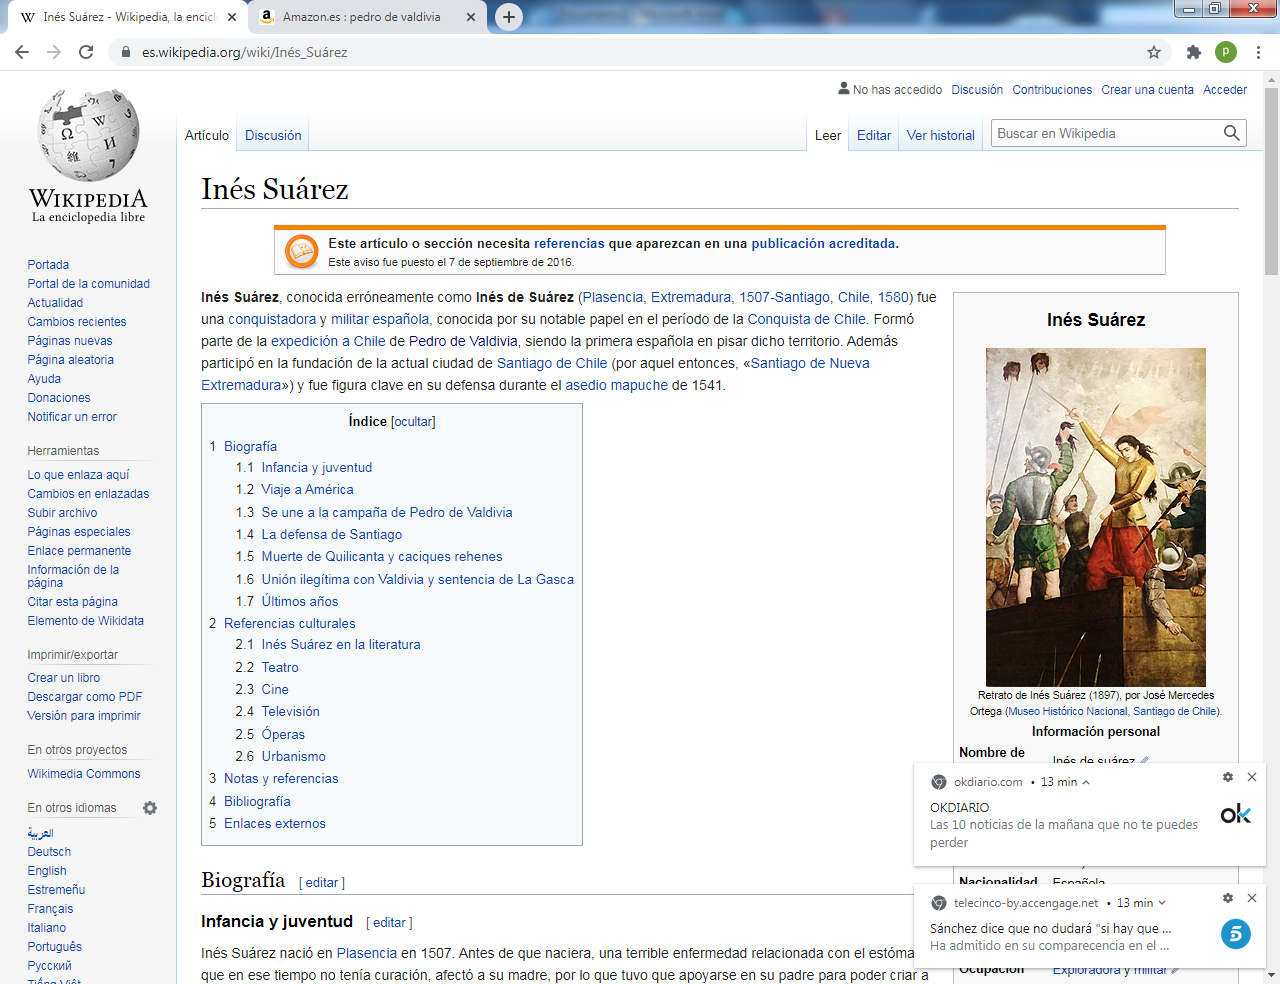 Inés Suárez - Wikipedia, la encicl
Amazon.es : pedro de valdivia
es.wikipedia.org/wiki/Inés_Suárez
P
No has accedido Discusión Contribuciones Crear una cuenta Acceder
WIKIPEDIA
La enciclopedia libre
Artículo Discusión
Leer Editar Ver historial
Buscar en Wikipedia
Portada
Portal de la comunidad
Actualidad
Cambios recientes
Páginas nuevas
Página aleatoria
Ayuda
Donaciones
Notificar un error
Herramientas
Lo que enlaza aquí
Cambios en enlazadas
Subir archivo
Páginas especiales
Enlace permanente
Información de la
página
Citar esta página
Elemento de Wikidata
Imprimir/exportar
Crear un libro
Descargar como PDF
Versión para imprimir
En otros proyectos
Wikimedia Commons
En otros idiomas
العربية
Deutsch
English
Estremeñu
Français
Italiano
Português
Русский
Tiếng Việt
Inés Suárez
Este artículo o sección necesita referencias que aparezcan en una publicación acreditada.
Este aviso fue puesto el 7 de septiembre de 2016.
Inés Suárez, conocida erróneamente como Inés de Suárez (Plasencia, Extremadura, 1507-Santiago, Chile, 1580) fue
una conquistadora y militar española, conocida por su notable papel en el período de la Conquista de Chile. Formó
parte de la expedición a Chile de Pedro de Valdivia, siendo la primera española en pisar dicho territorio. Además
participó en la fundación de la actual ciudad de Santiago de Chile (por aquel entonces, «Santiago de Nueva
Extremadura») y fue figura clave en su defensa durante el asedio mapuche de 1541.
Índice [ocultar]
1 Biografía
1.1 Infancia y juventud
1.2 Viaje a América
1.3 Se une a la campaña de Pedro de Valdivia
1.4 La defensa de Santiago
1.5 Muerte de Quilicanta y caciques rehenes
1.6 Unión ilegítima con Valdivia y sentencia de La Gasca
1.7 Últimos años
2 Referencias culturales
2.1 Inés Suárez en la literatura
2.2 Teatro
2.3 Cine
2.4 Televisión
2.5 Óperas
2.6 Urbanismo
3 Notas y referencias
4 Bibliografía
5 Enlaces externos
Biografía [ editar ]
Infancia y juventud [ editar ]
Inés Suárez nació en Plasencia en 1507. Antes de que naciera, una terrible enfermedad relacionada con el estóma
que en ese tiempo no tenía curación, afectó a su madre, por lo que tuvo que apoyarse en su padre para poder criar a
Inés Suárez
Retrato de Inés Suárez (1897), por José Mercedes
Ortega (Museo Histórico Nacional, Santiago de Chile).
Información personal
Nombre de
Inés de suárez
okdiario.com • 13 min
OKDIARIO
Las 10 noticias de la mañana que no te puedes
perder
ok
Nacionalidad Española
telecinco-by.accengage.net • 13 min
Sánchez dice que no dudará "si hay que ...
Ha admitido en su comparecencia en el ...
5
Ocupación Exploradora y militar